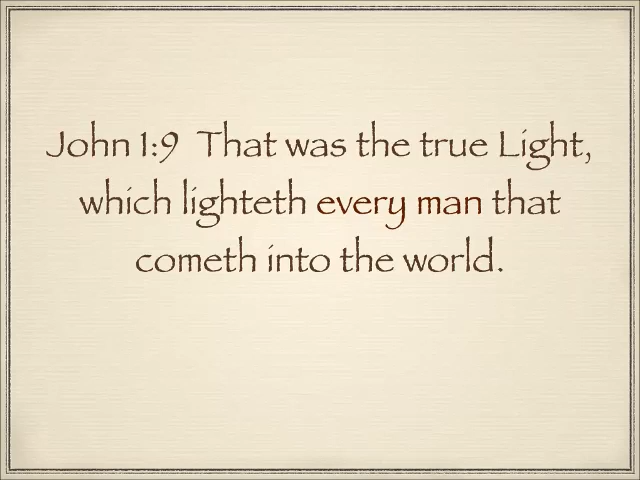 John 1:9 That was the true Light,
which lighteth every man that
cometh into the world.